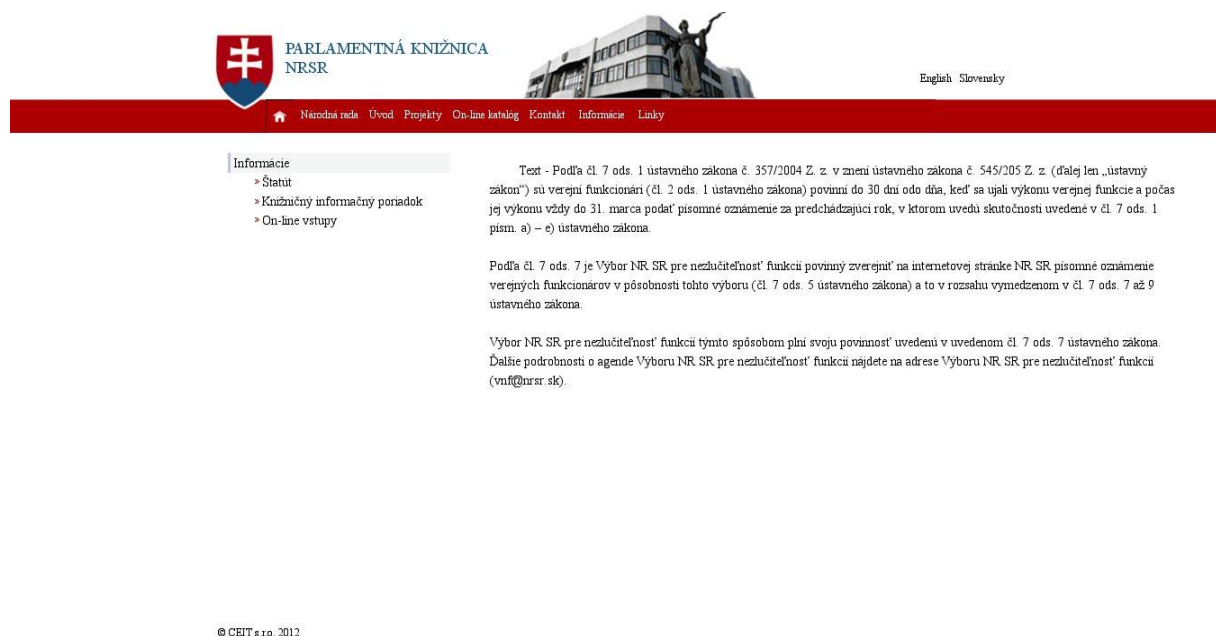 PARLAMENTNÁ KNIŽNICA
NRSR
English Slovensky
Národná rada Úvod Projekty On-line katalóg Kontakt Informácie Linky
Informácie
» Štatút
» Knižničný informačný poriadok
» On-line vstupy
Text - Podľa čl. 7 ods. 1 ústavného zákona č. 357/2004 Z. z. v znení ústavného zákona č. 545/205 Z. z. (ďalej len „ústavný
zákon“) sú verejní funkcionári (čl. 2 ods. 1 ústavného zákona) povinní do 30 dní odo dňa, keď sa ujali výkonu verejnej funkcie a počas
jej výkonu vždy do 31. marca podať písomné oznámenie za predchádzajúci rok, v ktorom uvedú skutočnosti uvedené v čl. 7 ods. 1
písm. a) – e) ústavného zákona.
Podľa čl. 7 ods. 7 je Výbor NR SR pre nezlučiteľnosť funkcií povinný zverejniť na internetovej stránke NR SR písomné oznámenie
verejných funkcionárov v pôsobnosti tohto výboru (čl. 7 ods. 5 ústavného zákona) a to v rozsahu vymedzenom v čl. 7 ods. 7 až 9
ústavného zákona.
Výbor NR SR pre nezlučiteľnosť funkcií týmto spôsobom plní svoju povinnosť uvedenú v uvedenom čl. 7 ods. 7 ústavného zákona.
Ďalšie podrobnosti o agende Výboru NR SR pre nezlučiteľnosť funkcií nájdete na adrese Výboru NR SR pre nezlučiteľnosť funkcií
(vnf@nrsr.sk).
© CEIT s.r.o. 2012